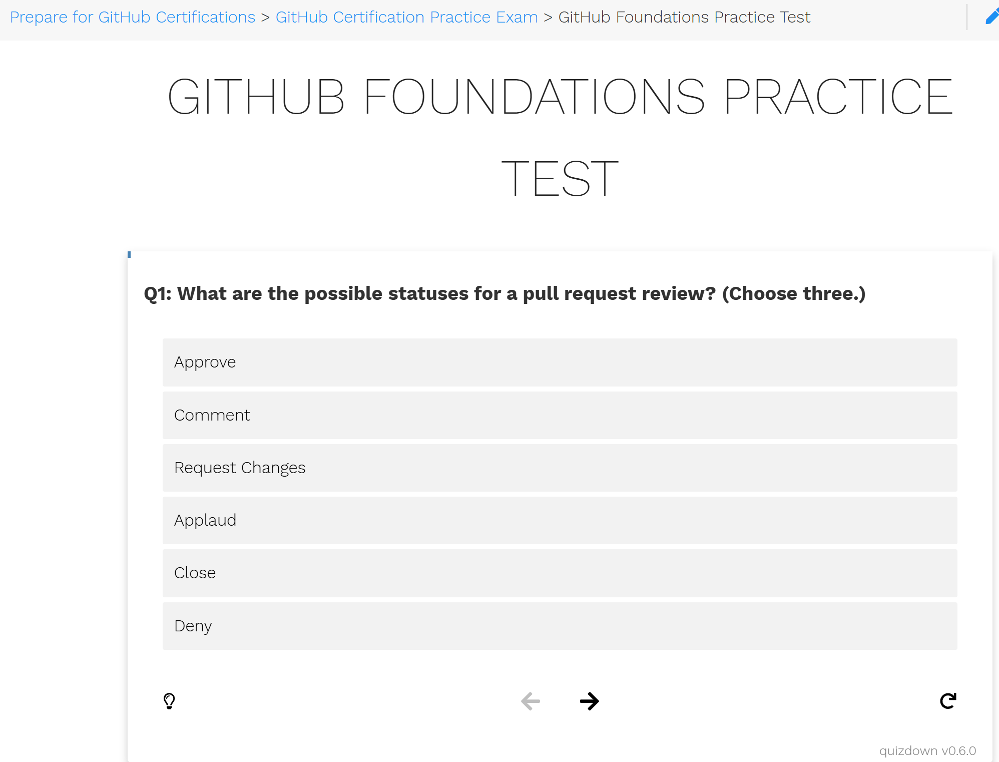 Prepare for GitHub Certifications > GitHub Certification Practice Exam > GitHub Foundations Practice Test
GITHUB FOUNDATIONS PRACTICE
TEST
Q1: What are the possible statuses for a pull request review? (Choose three.)
Approve
Comment
Request Changes
Applaud
Close
Deny
quizdown v0.6.0